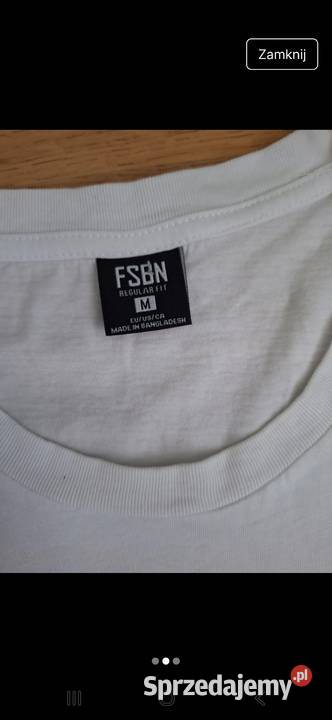 Zamknij
FSBN
REGULAR FIT
M
EU/US/CA
MADE IN BANGLADESH
Sprzedajemy.pl